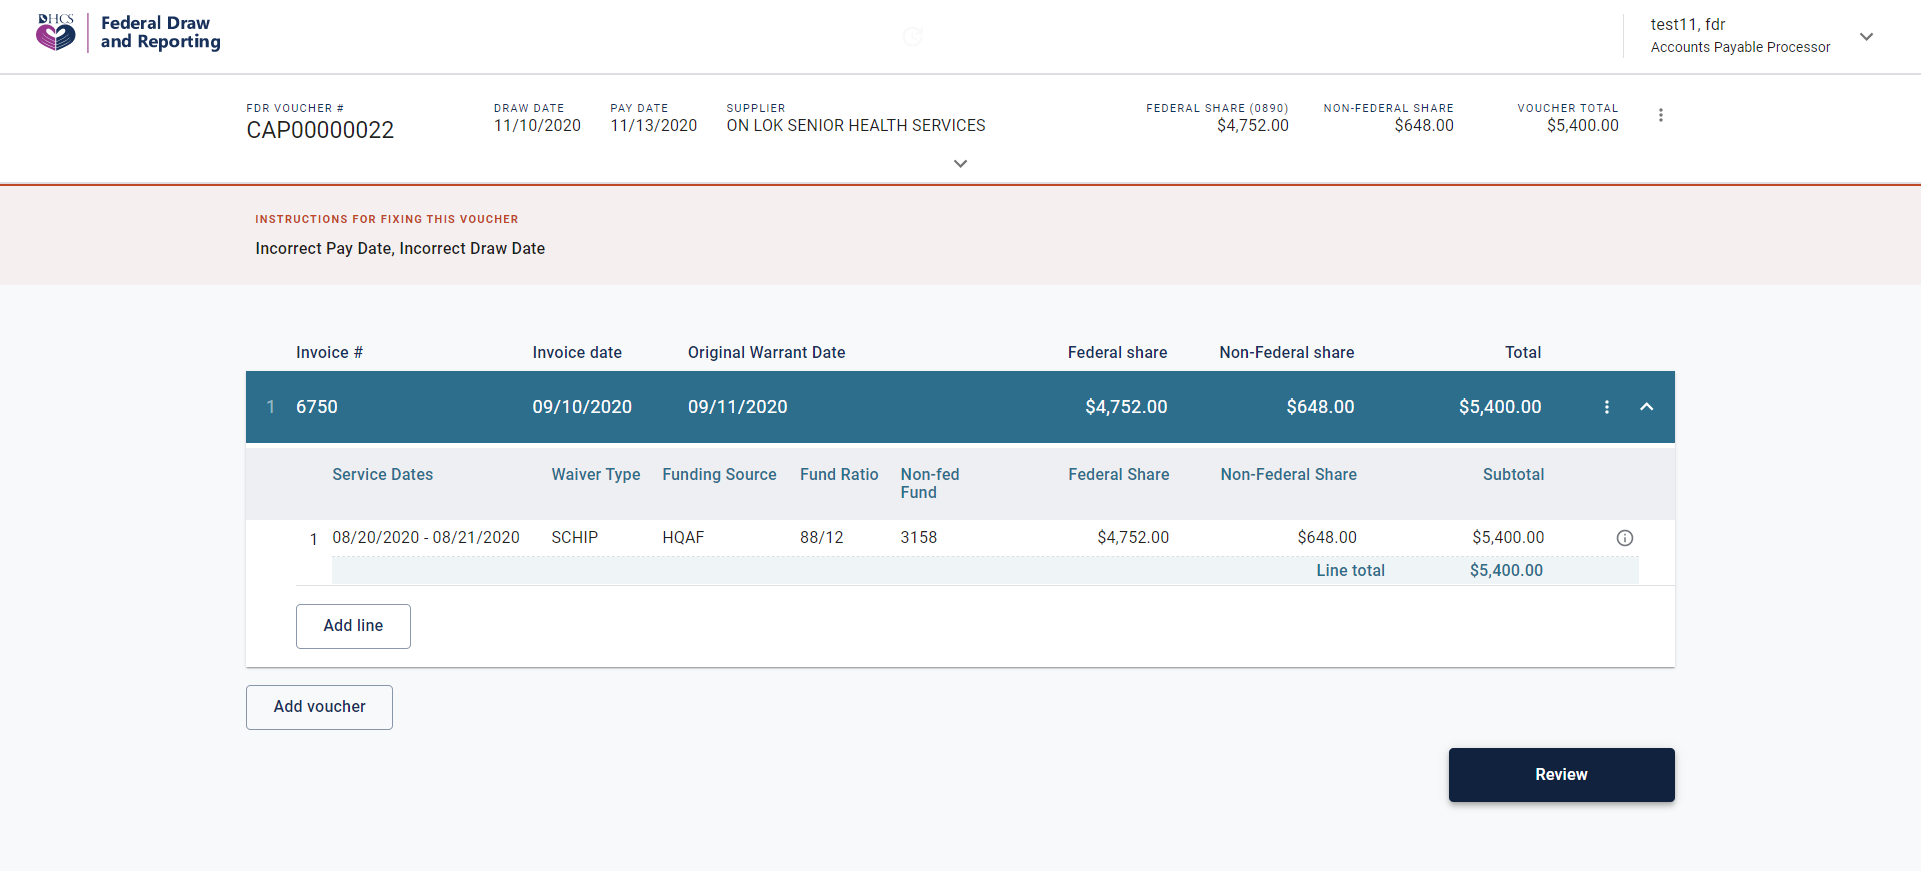 DHCS
Federal Draw
and Reporting
test11, fdr
Accounts Payable Processor
FDR VOUCHER #
CAP00000022
DRAW DATE
11/10/2020
PAY DATE
11/13/2020
SUPPLIER
ON LOK SENIOR HEALTH SERVICES
FEDERAL SHARE (0890)
$4,752.00
NON-FEDERAL SHARE
$648.00
VOUCHER TOTAL
$5,400.00
INSTRUCTIONS FOR FIXING THIS VOUCHER
Incorrect Pay Date, Incorrect Draw Date
Invoice # Invoice date Original Warrant Date Federal share Non-Federal share Total
1 6750 09/10/2020 09/11/2020 $4,752.00 $648.00 $5,400.00
Service Dates Waiver Type Funding Source Fund Ratio Non-fed Federal Share Non-Federal Share Subtotal
Fund
1 08/20/2020 - 08/21/2020 SCHIP HQAF 88/12 3158 $4,752.00 $648.00 $5,400.00
Line total $5,400.00
Add line
Add voucher
Review